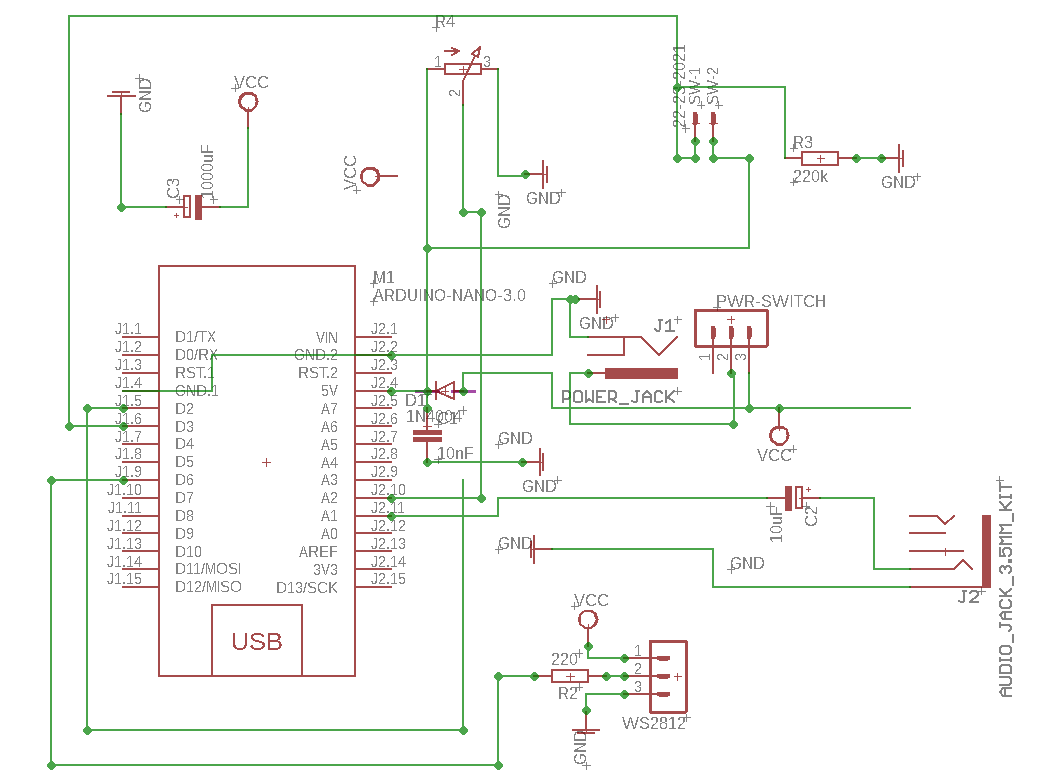 R4
1
3
2
22-23-2021
SW-1
SW-2
GND
VCC
C3
1000uF
VCC
GND
GND
R3
220k
GND
M1
ARDUINO-NANO-3.0
GND
GND
J1
POWER_JACK
PWR-SWITCH
1
2
3
VCC
J1.1 D1/TX VIN J2.1
J1.2 D0/RX GND.2 J2.2
J1.3 RST.1 RST.2 J2.3
J1.4 GND.1 5V J2.4
J1.5 D2 A7 J2.5
J1.6 D3 A6 J2.6
J1.7 D4 A5 J2.7
J1.8 D5 A4 J2.8
J1.9 D6 A3 J2.9
J1.10 D7 A2 J2.10
J1.11 D8 A1 J2.11
J1.12 D9 A0 J2.12
J1.13 D10 AREF J2.13
J1.14 D11/MOSI 3V3 J2.14
J1.15 D12/MISO D13/SCK J2.15
USB
D1
1N4004
10nF
GND
GND
10uF
C2
GND
GND
J2
AUDIO_JACK_3.5MM_KIT
VCC
220
R2
1
2
3
WS2812
GND